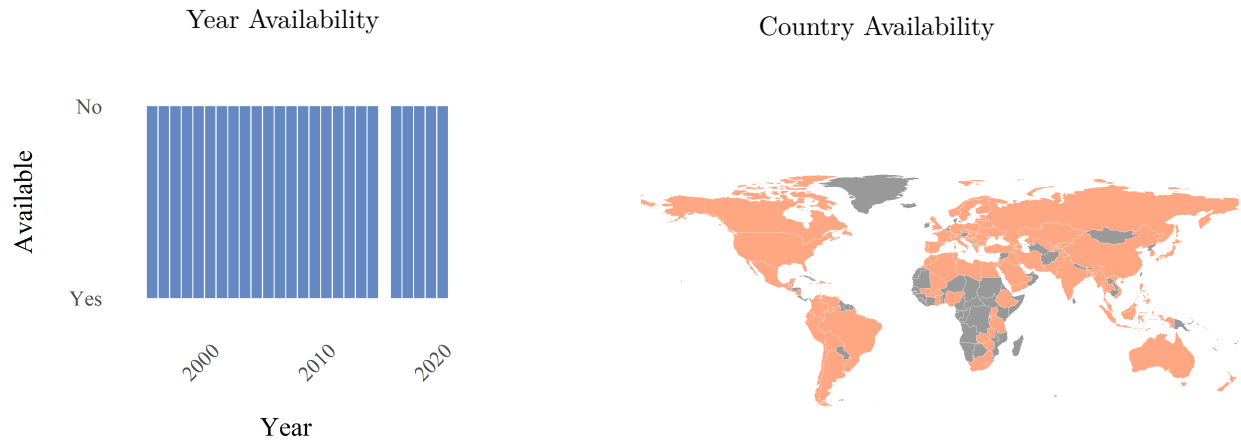 Year Availability
Country Availability
No
Available
Yes
2000
2010
2020
Year